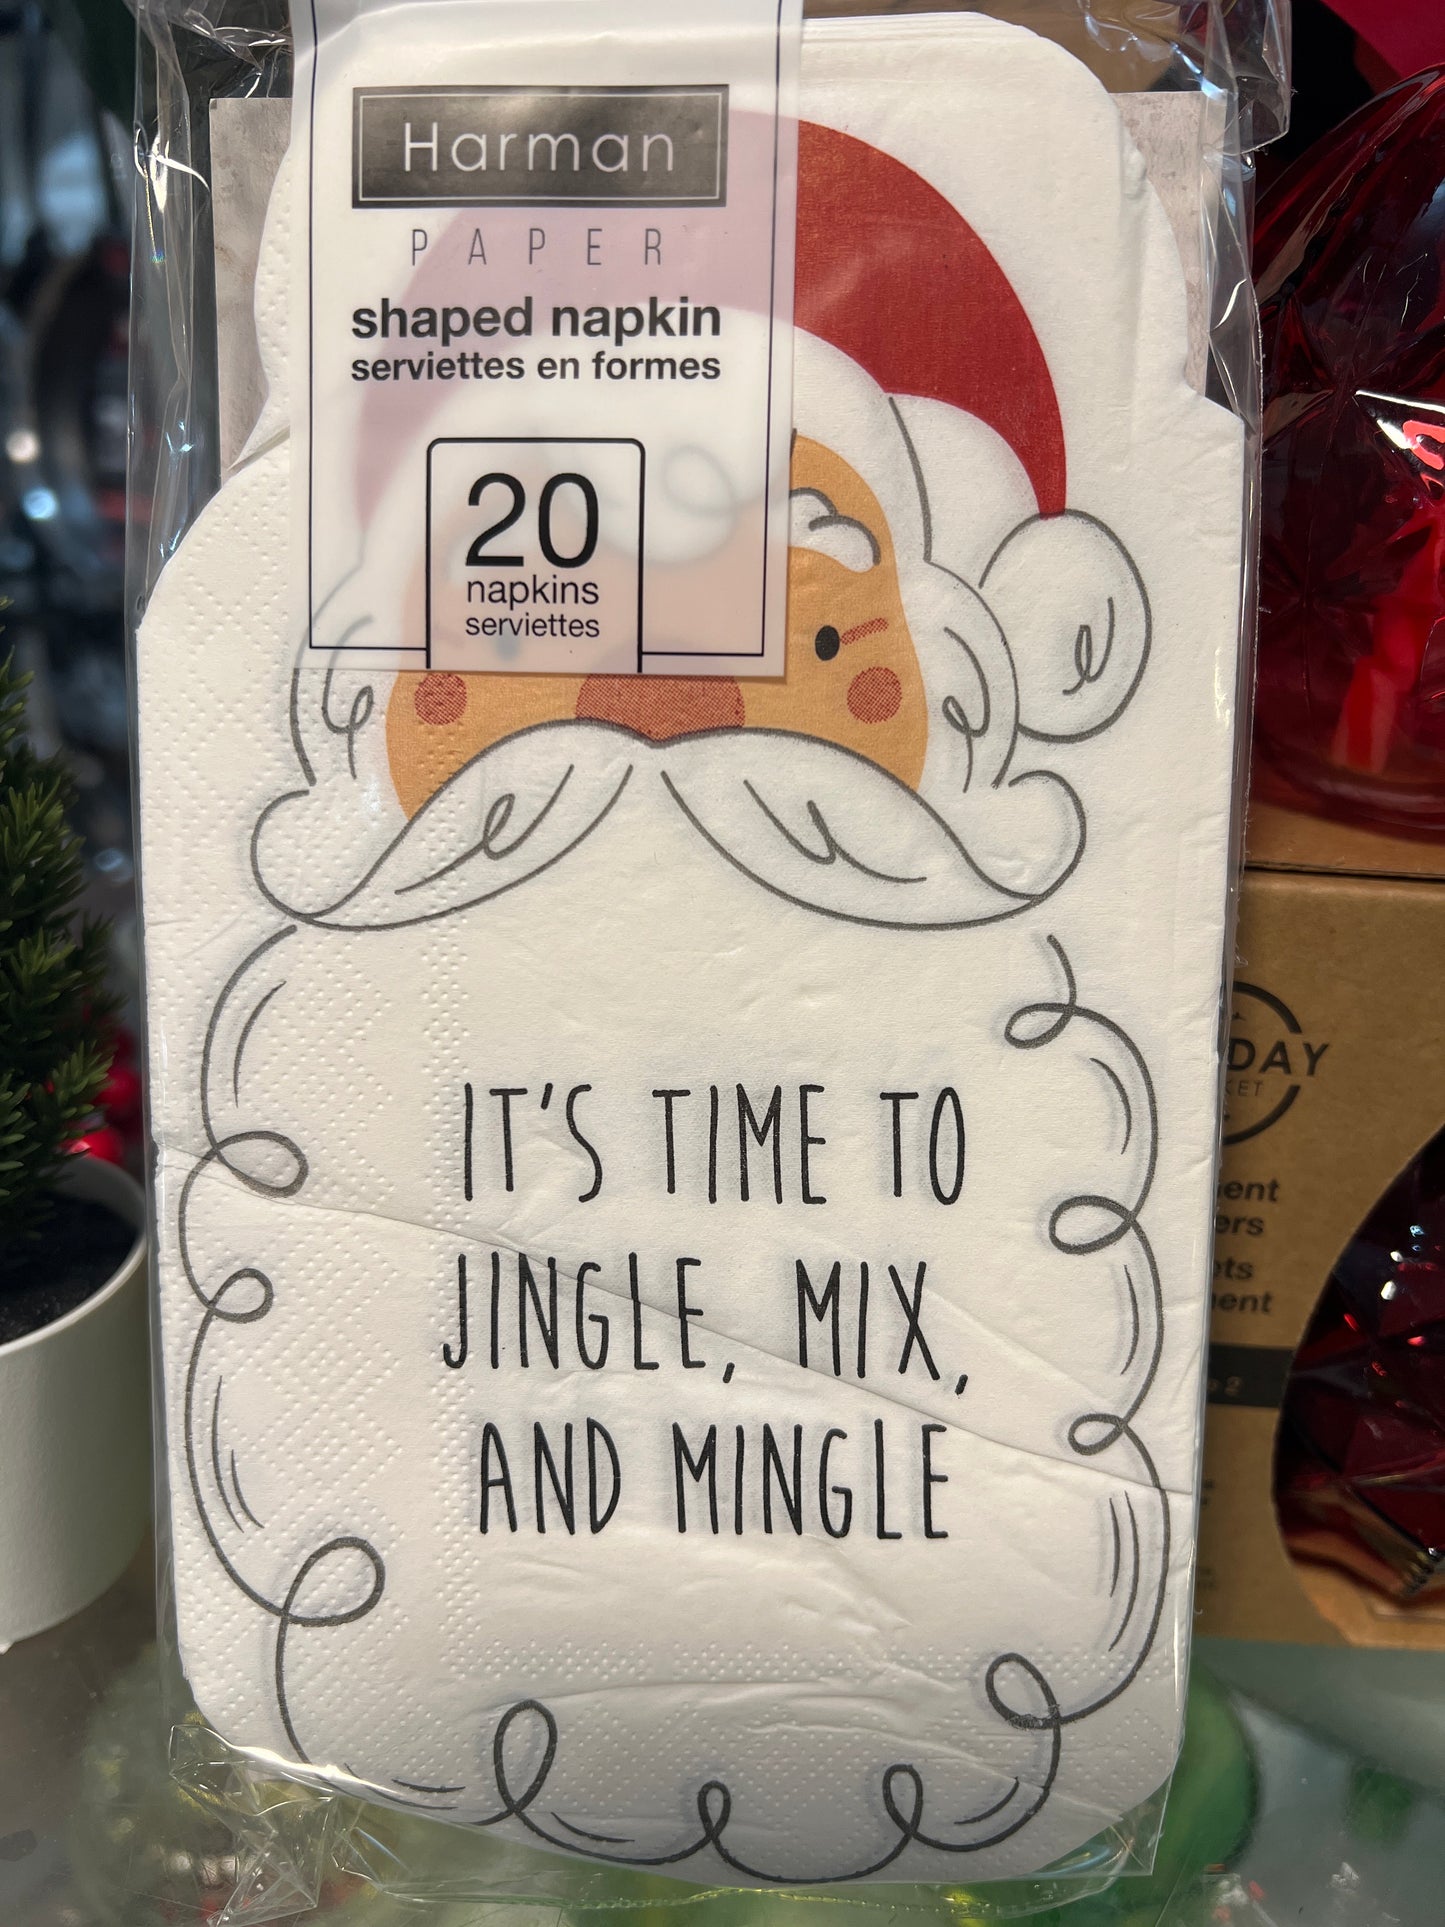 Harman
PAPER
shaped napkin
serviettes en formes
20
napkins
serviettes
IT'S TIME TO
JINGLE, MIX,
AND MINGLE